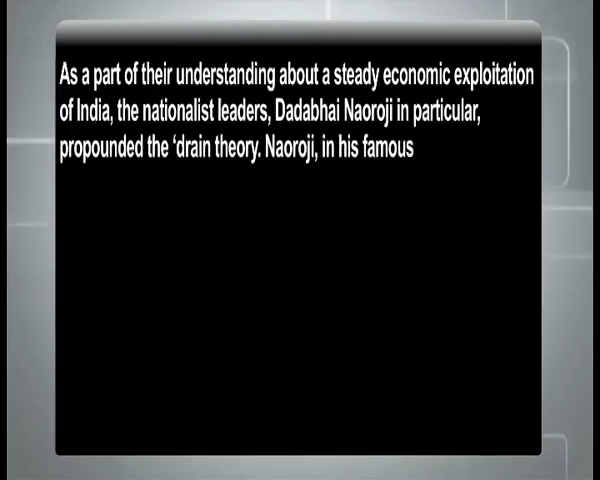 As a part of their understanding about a steady economic exploitation
of India, the nationalist leaders, Dadabhai Naoroji in particular,
propounded the ‘drain theory. Naoroji, in his famous